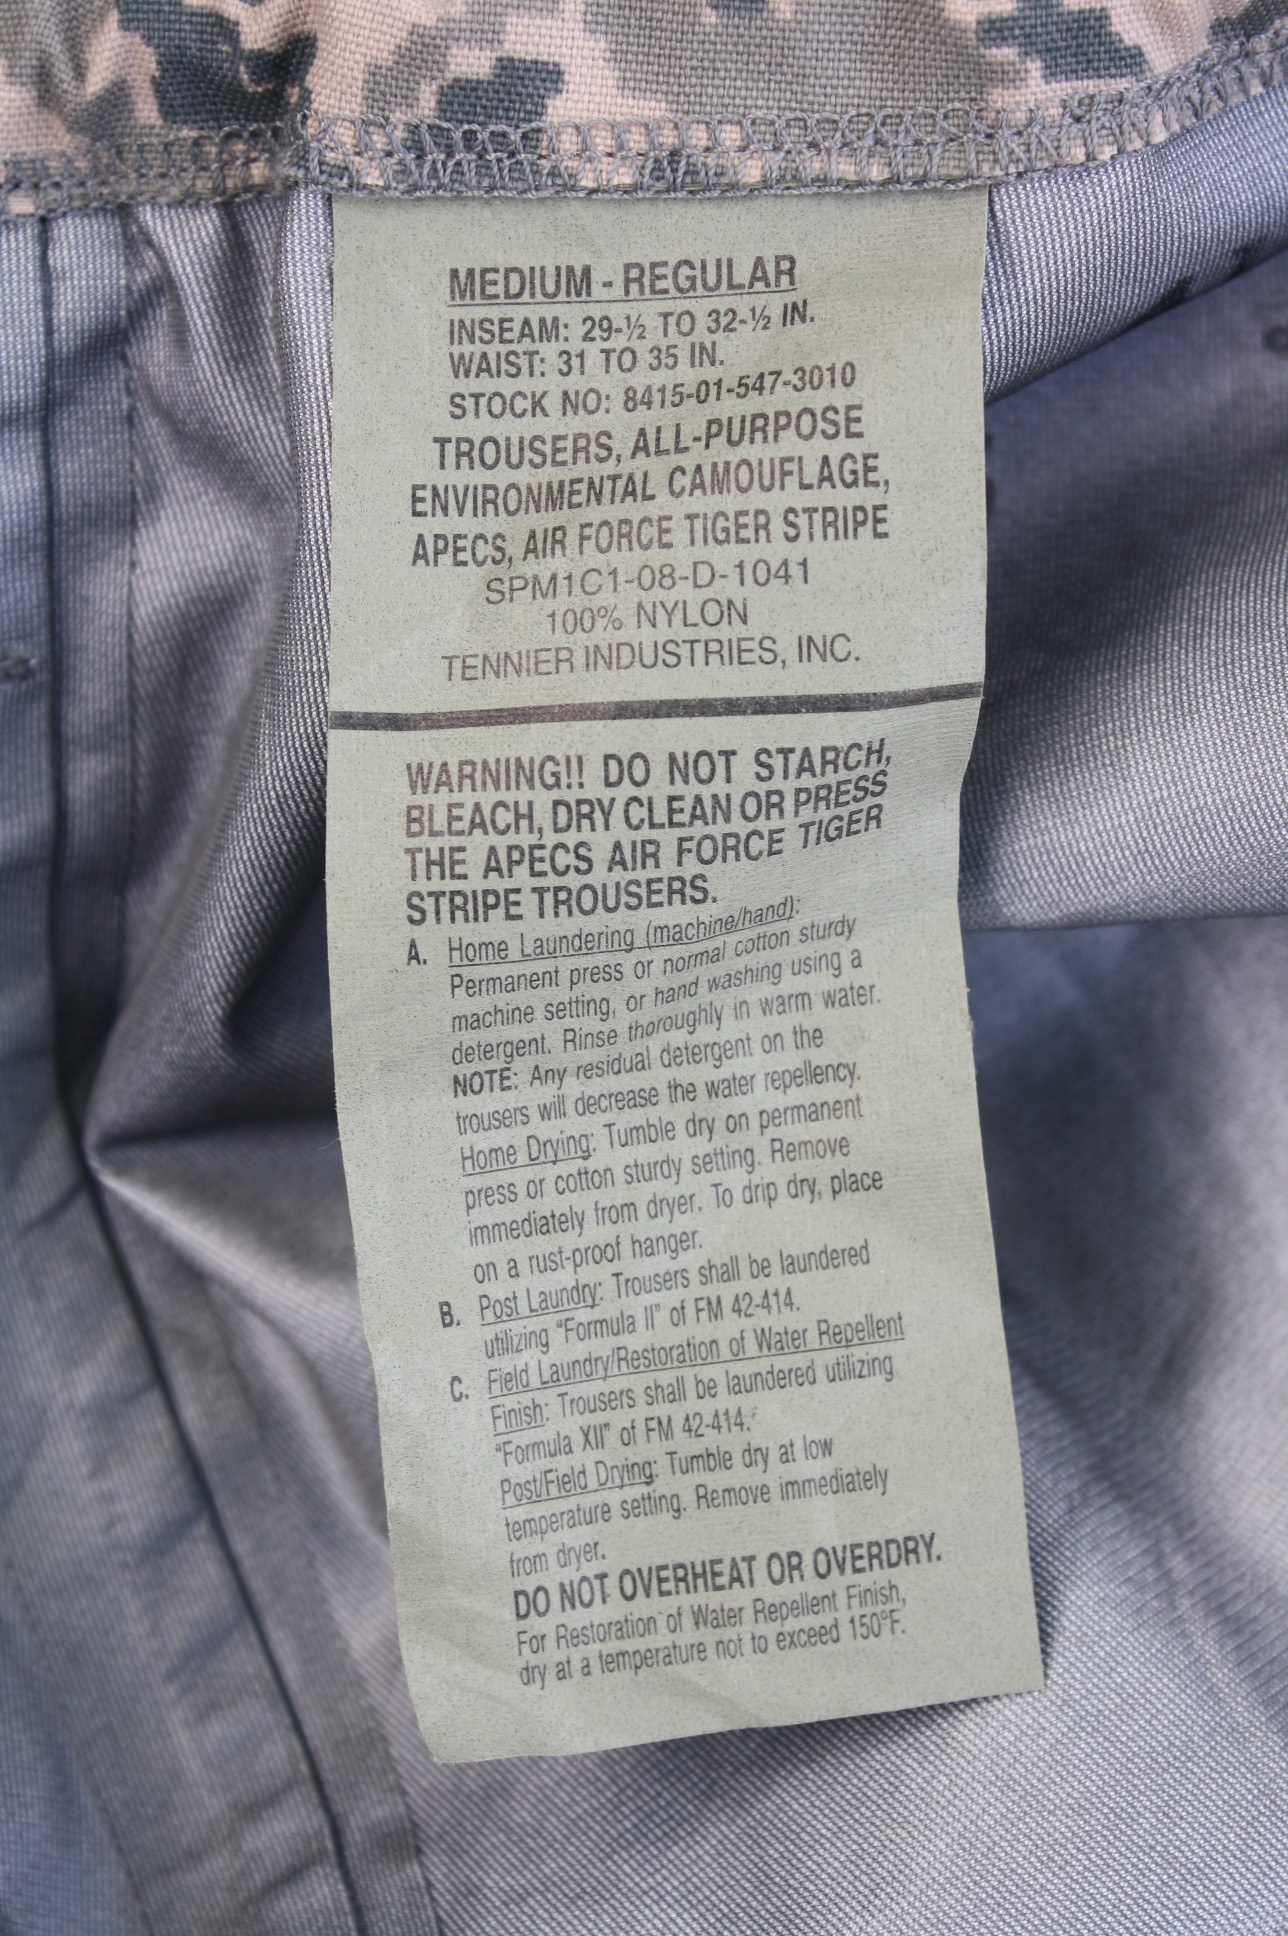 MEDIUM - REGULAR
INSEAM: 29-½ TO 32-½ IN.
WAIST: 31 TO 35 IN.
STOCK NO: 8415-01-547-3010
TROUSERS, ALL-PURPOSE
ENVIRONMENTAL CAMOUFLAGE,
APECS, AIR FORCE TIGER STRIPE
SPM1C1-08-D-1041
100% NYLON
TENNIER INDUSTRIES, INC.
WARNING!! DO NOT STARCH,
BLEACH, DRY CLEAN OR PRESS
THE APECS AIR FORCE TIGER
STRIPE TROUSERS.
A. Home Laundering (machine/hand):
Permanent press or normal cotton sturdy
machine setting, or hand washing using a
detergent. Rinse thoroughly in warm water.
NOTE: Any residual detergent on the
trousers will decrease the water repellency.
Home Drying: Tumble dry on permanent
press or cotton sturdy setting. Remove
immediately from dryer. To drip dry, place
on a rust-proof hanger.
B. Post Laundry: Trousers shall be laundered
utilizing "Formula II" of FM 42-414.
C. Field Laundry/Restoration of Water Repellent
Finish: Trousers shall be laundered utilizing
"Formula XII" of FM 42-414.
Post/Field Drying: Tumble dry at low
temperature setting. Remove immediately
from dryer.
DO NOT OVERHEAT OR OVERDRY.
For Restoration of Water Repellent Finish,
dry at a temperature not to exceed 150°F.